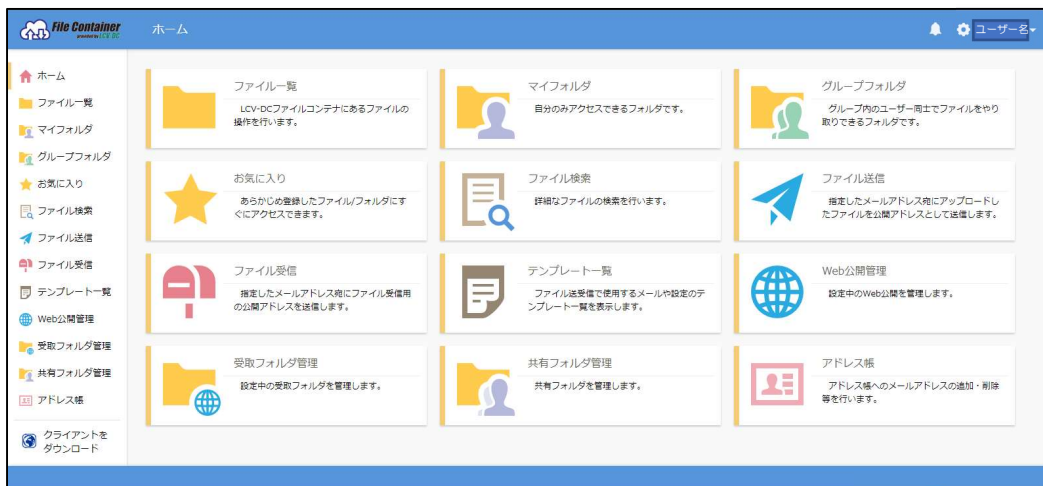 File Container
provided by LCV-DC
ホーム
ユーザー名
ホーム
ファイル一覧
マイフォルダ
グループフォルダ
お気に入り
ファイル検索
ファイル送信
ファイル受信
テンプレート一覧
Web公開管理
受取フォルダ管理
共有フォルダ管理
アドレス帳
クライアントを
ダウンロード
ファイル一覧
LCV-DCファイルコンテナにあるファイルの
操作を行います。
マイフォルダ
自分のみアクセスできるフォルダです。
グループフォルダ
グループ内のユーザー同士でファイルをやり
取りできるフォルダです。
お気に入り
あらかじめ登録したファイル/フォルダにす
ぐにアクセスできます。
ファイル検索
詳細なファイルの検索を行います。
ファイル送信
指定したメールアドレス宛にアップロードし
たファイルを公開アドレスとして送信します。
ファイル受信
指定したメールアドレス宛にファイル受信用
の公開アドレスを送信します。
テンプレート一覧
ファイル送受信で使用するメールや設定のテ
ンプレート一覧を表示します。
Web公開管理
設定中のWeb公開を管理します。
受取フォルダ管理
設定中の受取フォルダを管理します。
共有フォルダ管理
共有フォルダを管理します。
アドレス帳
アドレス帳へのメールアドレスの追加・削除
等を行います。